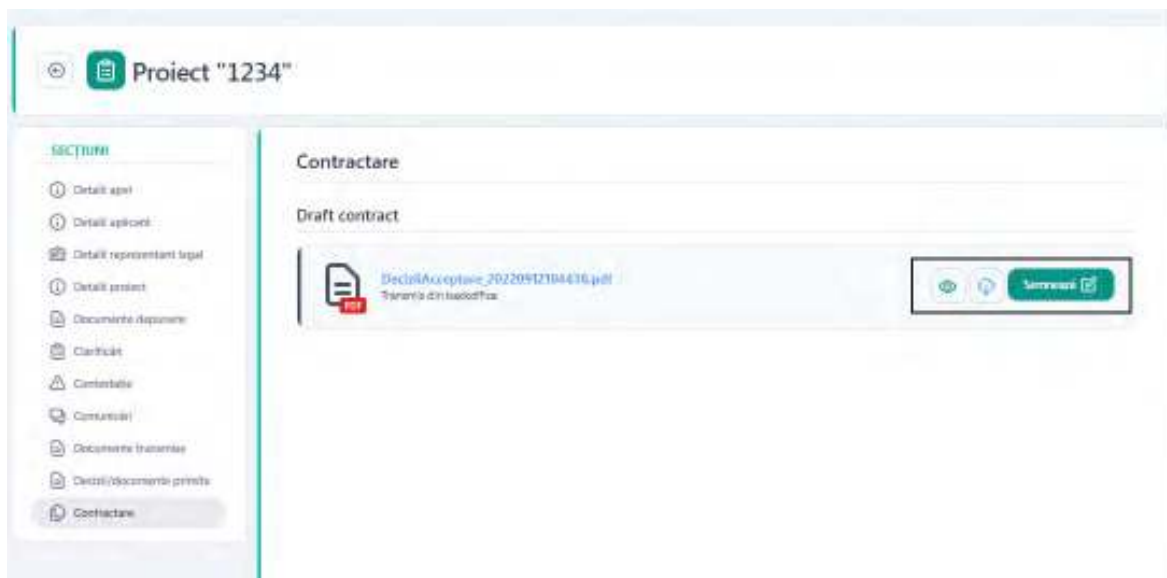 Proiect "1234"
SECȚIUNI
Detalii apel
Detalii aplicant
Detalii reprezentant legal
Detalii proiect
Documente depunere
Clarificări
Contestație
Comunicări
Documente transmise
Decizii/documente primite
Contractare
Contractare
Draft contract
DeciziiAcceptare_20220912104436.pdf
Transmis din backoffice
PDF
Semnează